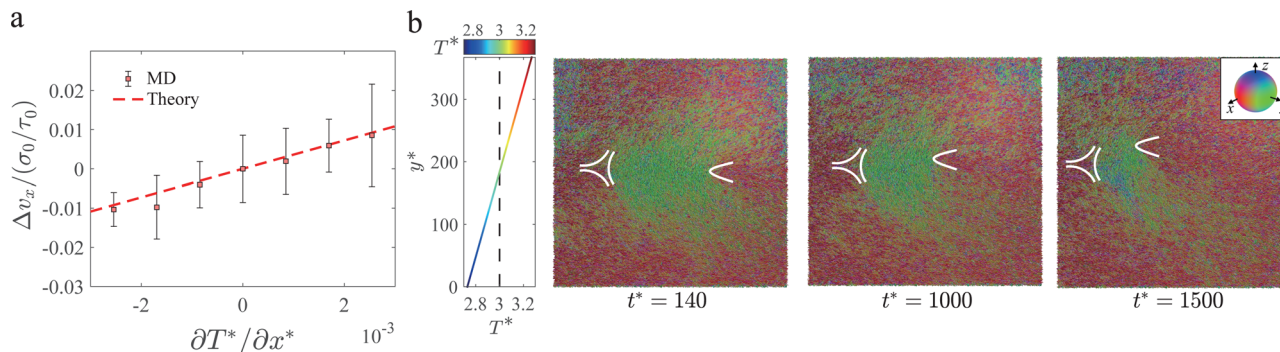 a
0.02
0.01
0
-0.01
-0.02
-0.03
Δv_x/(σ_0/τ_0)
MD
Theory
-2
0
2
10^-3
∂T*/∂x*
b
2.8 3 3.2
T*
300
200
100
0
y*
2.8 3 3.2
T*
t* = 140
t* = 1000
t* = 1500
z
x